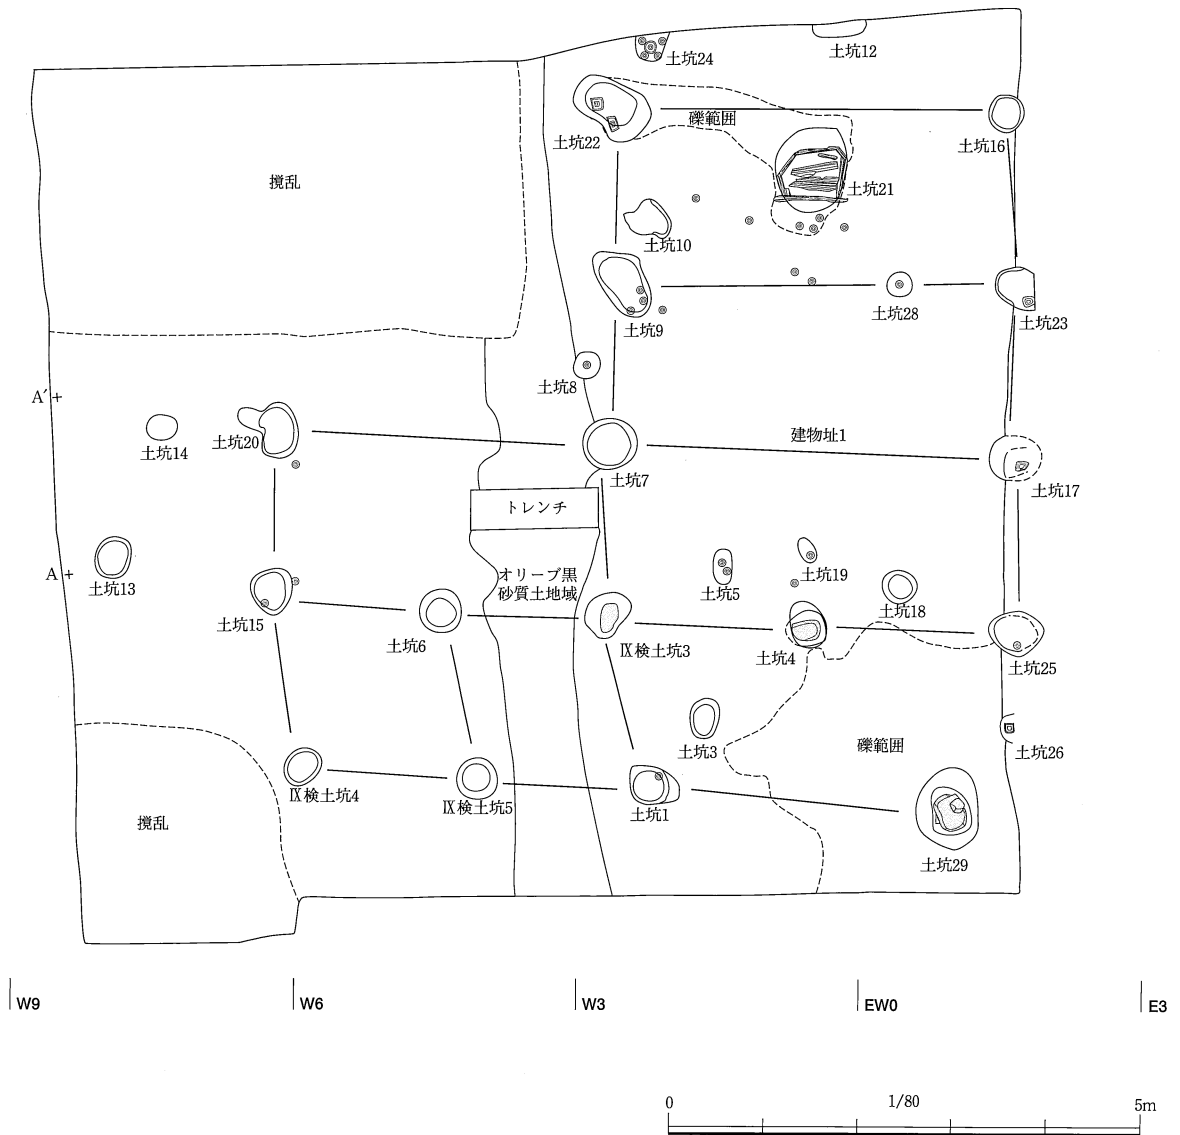 土坑12
土坑24
礫範囲
土坑22
土坑16
攪乱
土坑21
土坑10
土坑28
土坑23
土坑9
土坑8
A′+
土坑20
建物址1
土坑14
土坑7
土坑17
トレンチ
A+
オリーブ黒
砂質土地域
土坑19
土坑13
土坑5
土坑18
土坑15
土坑6
Ⅸ検土坑3
土坑4
土坑25
土坑3
礫範囲
土坑26
Ⅸ検土坑4
Ⅸ検土坑5
土坑1
攪乱
土坑29
W9
W6
W3
EW0
E3
0
1/80
5m